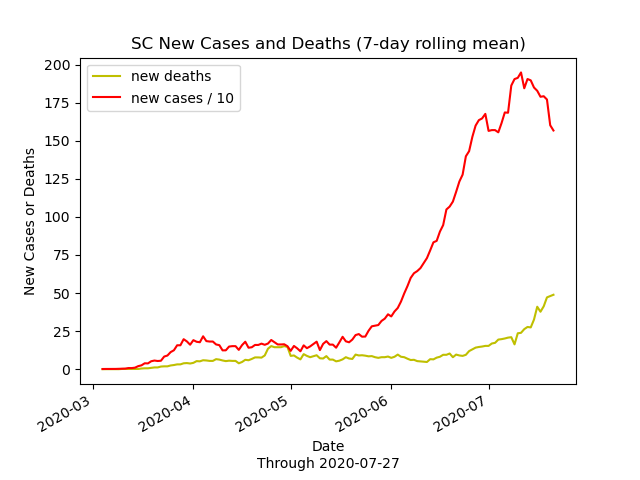 SC New Cases and Deaths (7-day rolling mean)
new deaths
new cases / 10
200
175
150
125
100
75
50
25
0
New Cases or Deaths
2020-03
2020-04
2020-05
2020-06
2020-07
Date
Through 2020-07-27